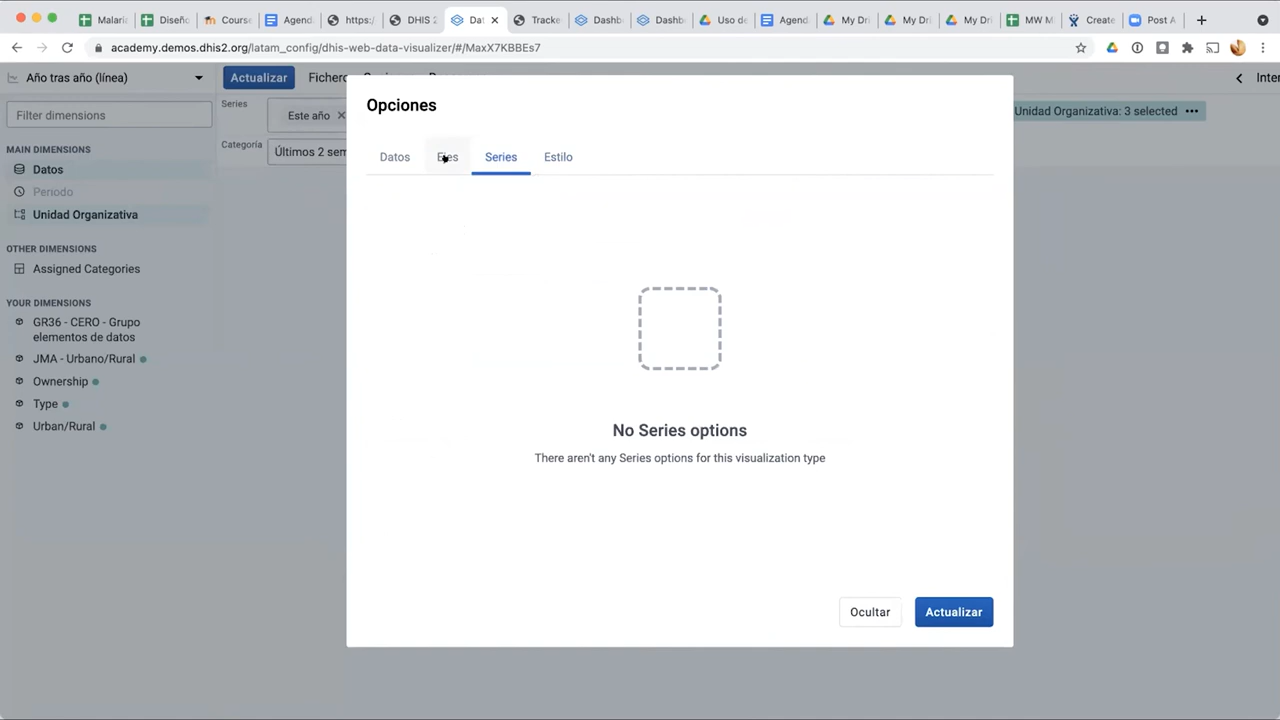 Malaria
Diseño
Course
Agend
https:/
DHIS 2
Dat
Tracke
Dashb
Dashb
Uso de
Agend
My Dri
My Dri
My Dri
MW M
Create
Post A
academy.demos.dhis2.org/latam_config/dhis-web-data-visualizer/#/MaxX7KBBEs7
Año tras año (línea)
Actualizar
Fichero
Inter
Filter dimensions
Series
Este año
Unidad Organizativa: 3 selected
Categoría
Últimos 2 sem
MAIN DIMENSIONS
Datos
Periodo
Unidad Organizativa
OTHER DIMENSIONS
Assigned Categories
YOUR DIMENSIONS
GR36 - CERO - Grupo
elementos de datos
JMA - Urbano/Rural
Ownership
Type
Urban/Rural
Opciones
Datos
Ejes
Series
Estilo
No Series options
There aren't any Series options for this visualization type
Ocultar
Actualizar